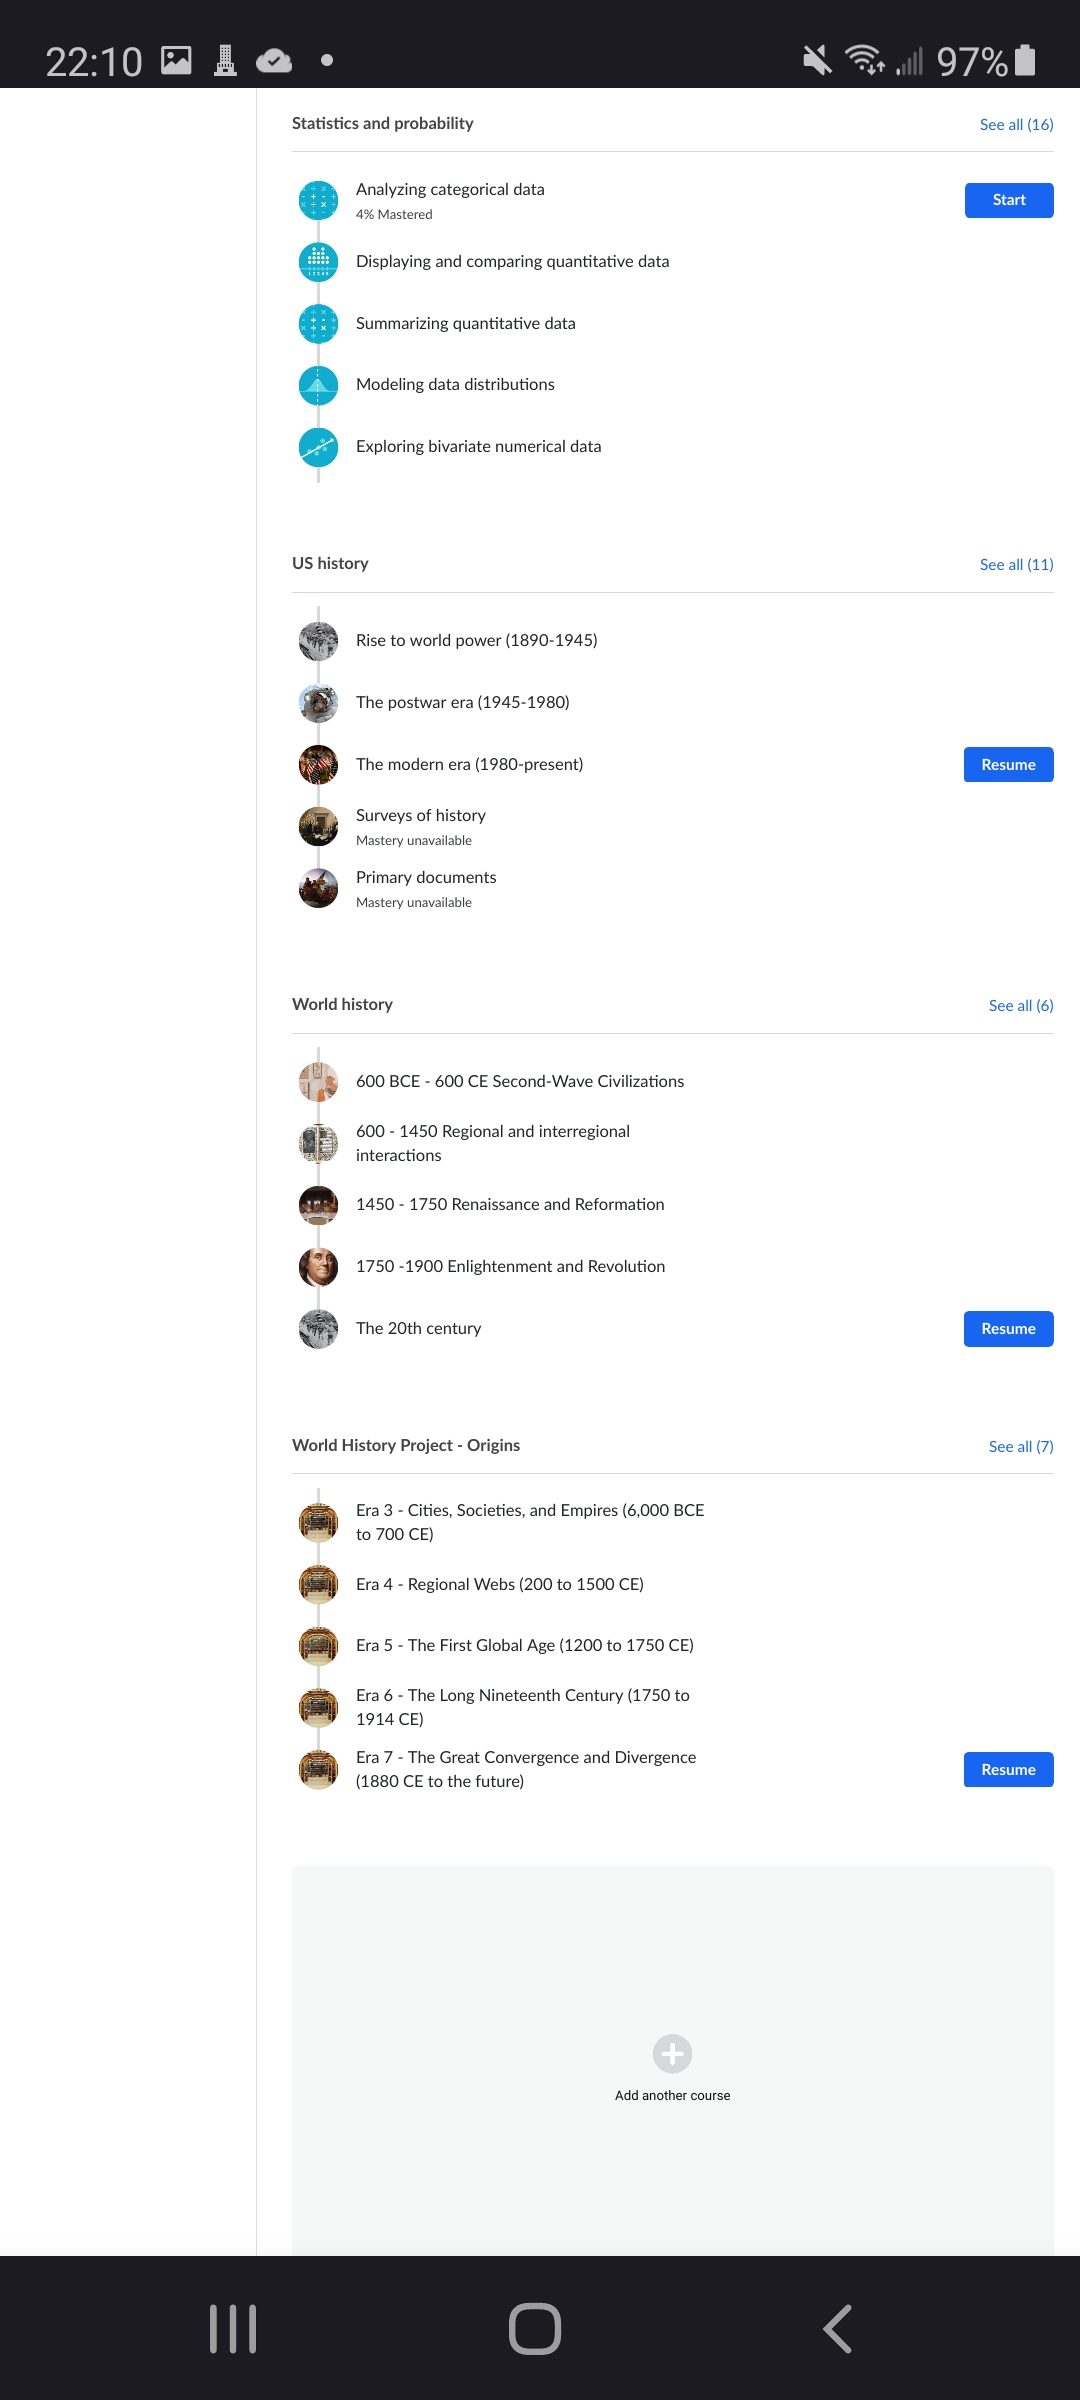 22:10
97%
Statistics and probability
See all (16)
Analyzing categorical data
4% Mastered
Start
Displaying and comparing quantitative data
Summarizing quantitative data
Modeling data distributions
Exploring bivariate numerical data
US history
See all (11)
Rise to world power (1890-1945)
The postwar era (1945-1980)
The modern era (1980-present)
Resume
Surveys of history
Mastery unavailable
Primary documents
Mastery unavailable
World history
See all (6)
600 BCE - 600 CE Second-Wave Civilizations
600 - 1450 Regional and interregional
interactions
1450 - 1750 Renaissance and Reformation
1750 -1900 Enlightenment and Revolution
The 20th century
Resume
World History Project - Origins
See all (7)
Era 3 - Cities, Societies, and Empires (6,000 BCE
to 700 CE)
Era 4 - Regional Webs (200 to 1500 CE)
Era 5 - The First Global Age (1200 to 1750 CE)
Era 6 - The Long Nineteenth Century (1750 to
1914 CE)
Era 7 - The Great Convergence and Divergence
(1880 CE to the future)
Resume
Add another course